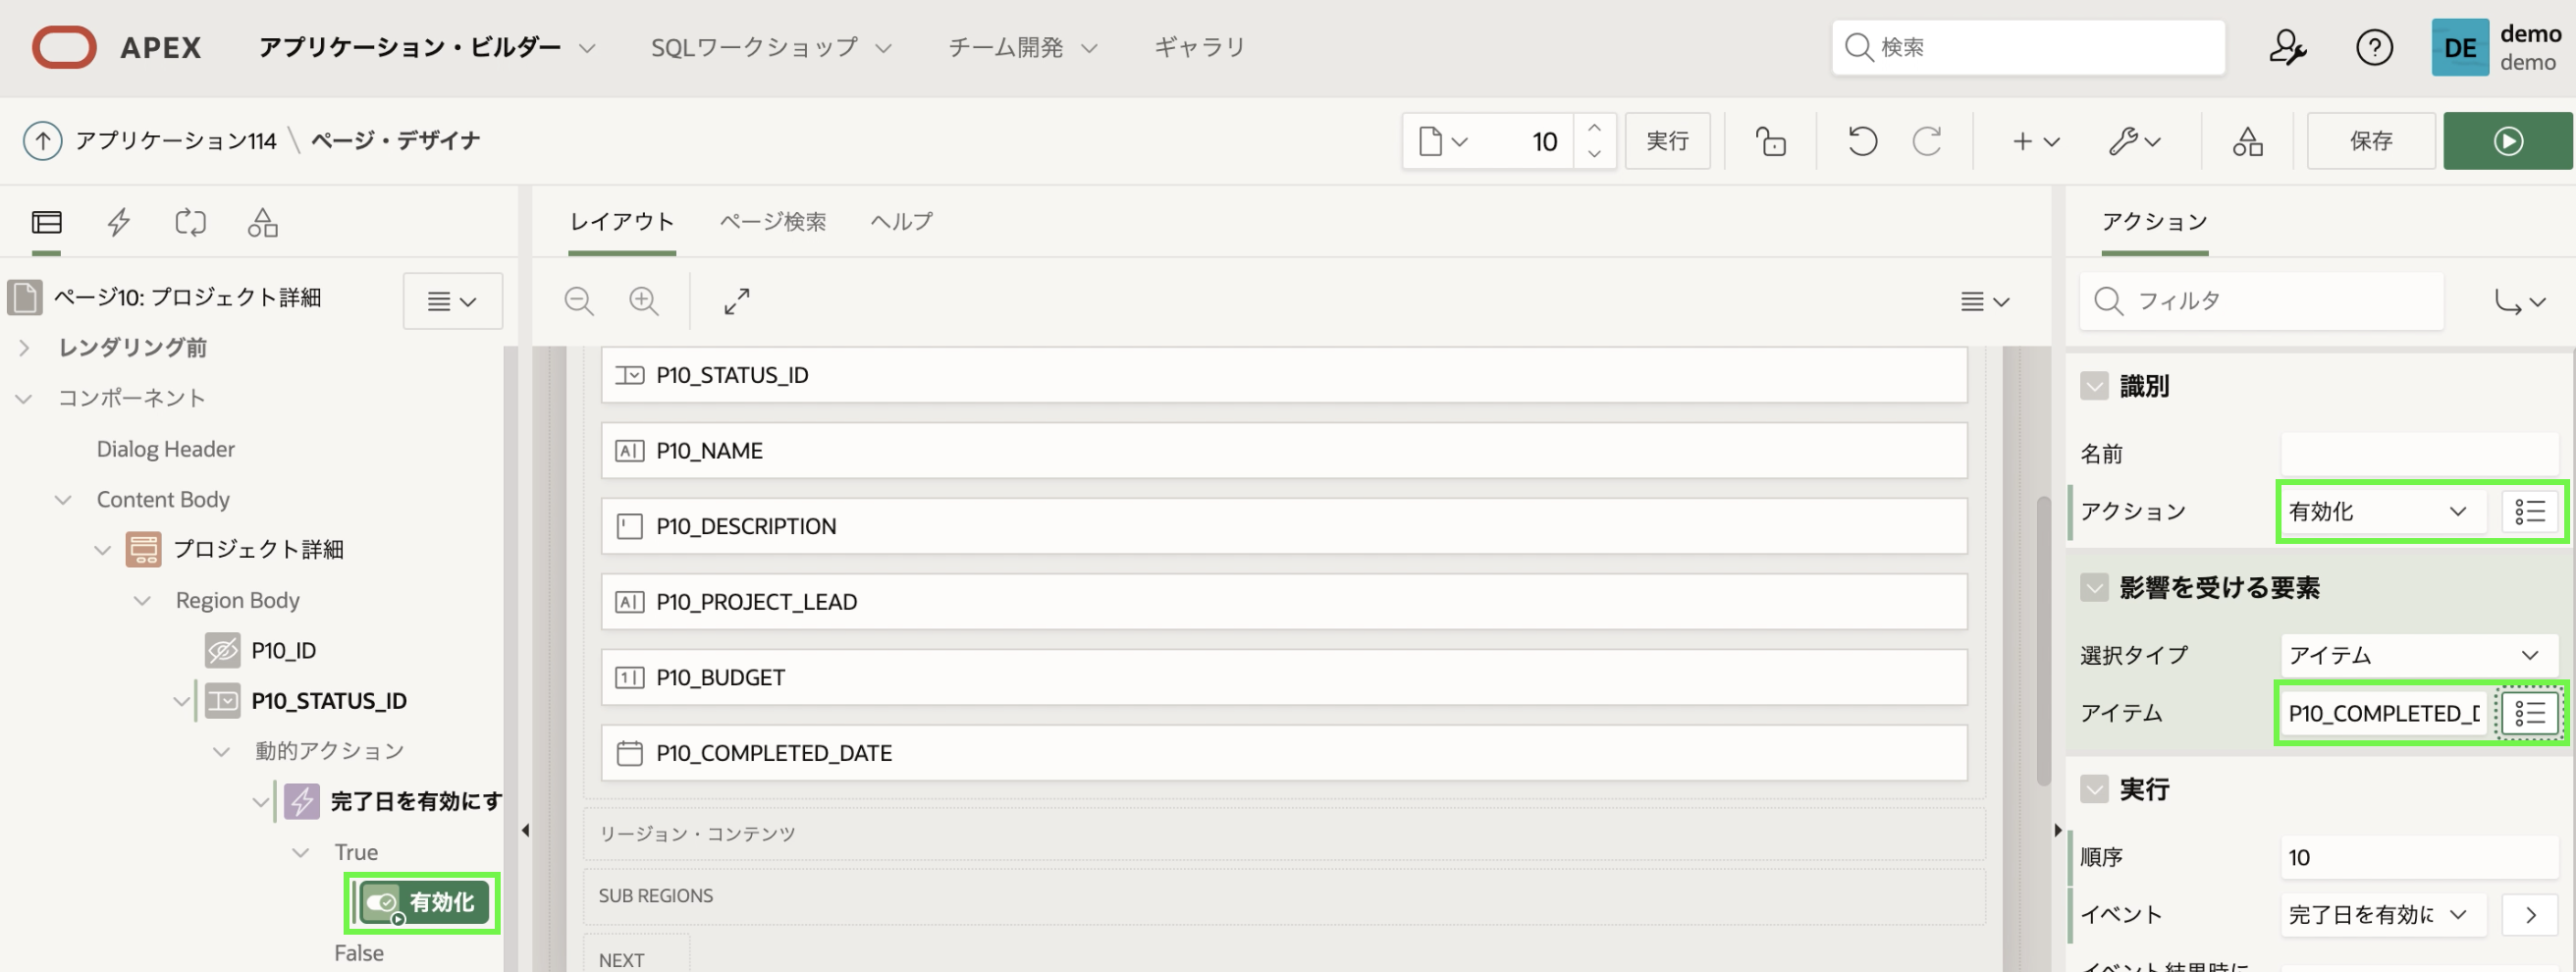 APEX アプリケーション・ビルダー SQLワークショップ チーム開発 ギャラリ 検索 DE demo
demo
アプリケーション114 \ ページ・デザイナ 10 実行 保存
レイアウト ページ検索 ヘルプ アクション
ページ10: プロジェクト詳細
フィルタ
レンダリング前
コンポーネント
Dialog Header
Content Body
プロジェクト詳細
Region Body
P10_ID
P10_STATUS_ID
動的アクション
完了日を有効にす
True
有効化
False
P10_STATUS_ID
P10_NAME
P10_DESCRIPTION
P10_PROJECT_LEAD
P10_BUDGET
P10_COMPLETED_DATE
リージョン・コンテンツ
SUB REGIONS
NEXT
識別
名前
アクション 有効化
影響を受ける要素
選択タイプ アイテム
アイテム P10_COMPLETED_D
実行
順序 10
イベント 完了日を有効に
イベント結果時に